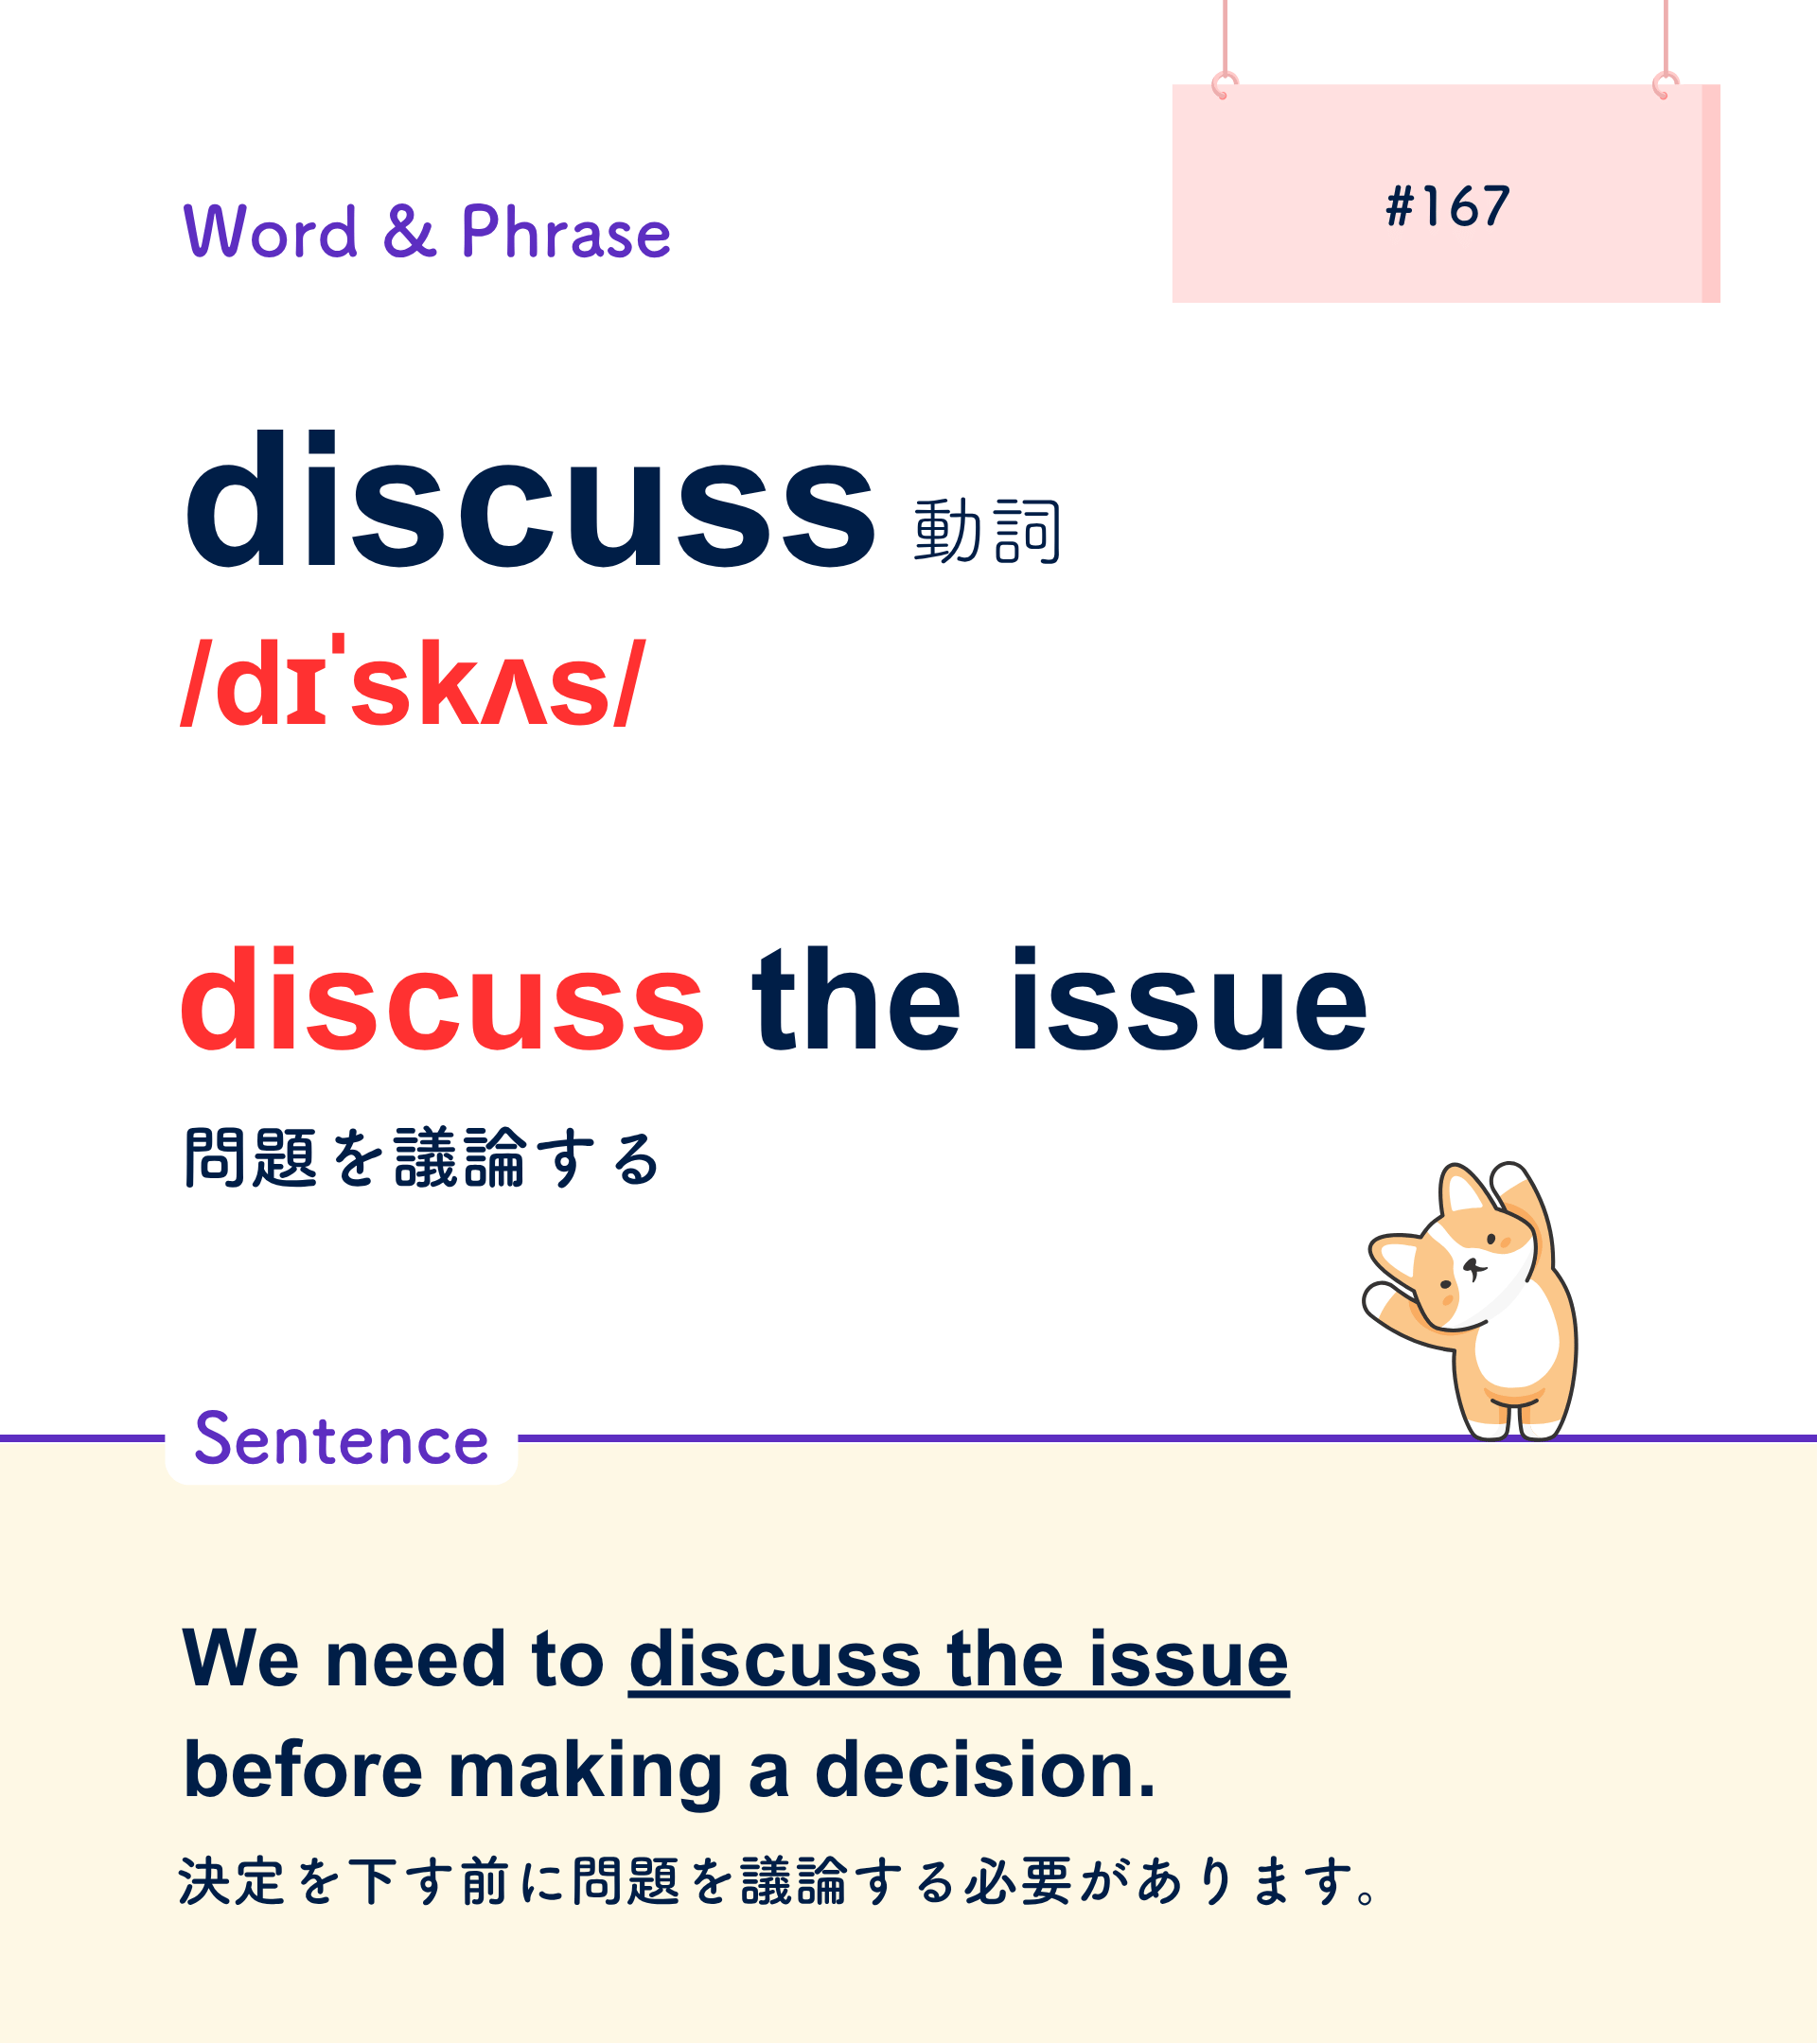 #167
Word & Phrase
discuss 動詞
/dɪˈskʌs/
discuss the issue
問題を議論する
Sentence
We need to discuss the issue
before making a decision.
決定を下す前に問題を議論する必要があります。